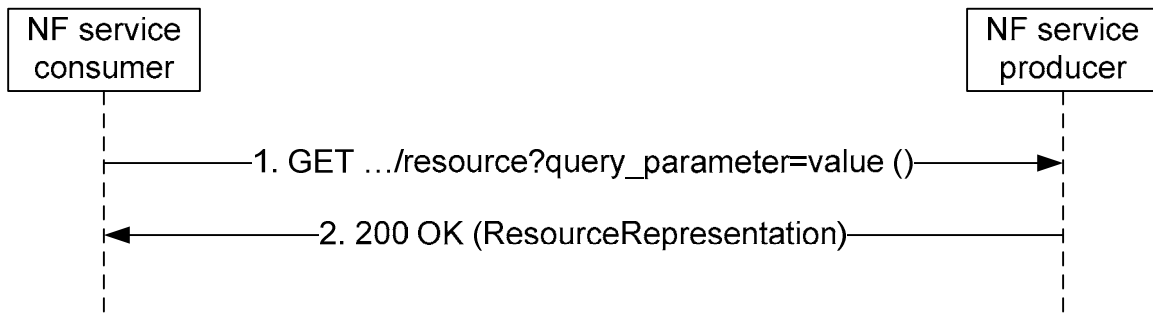 NF service
consumer
NF service
producer
1. GET …/resource?query_parameter=value ()
2. 200 OK (ResourceRepresentation)